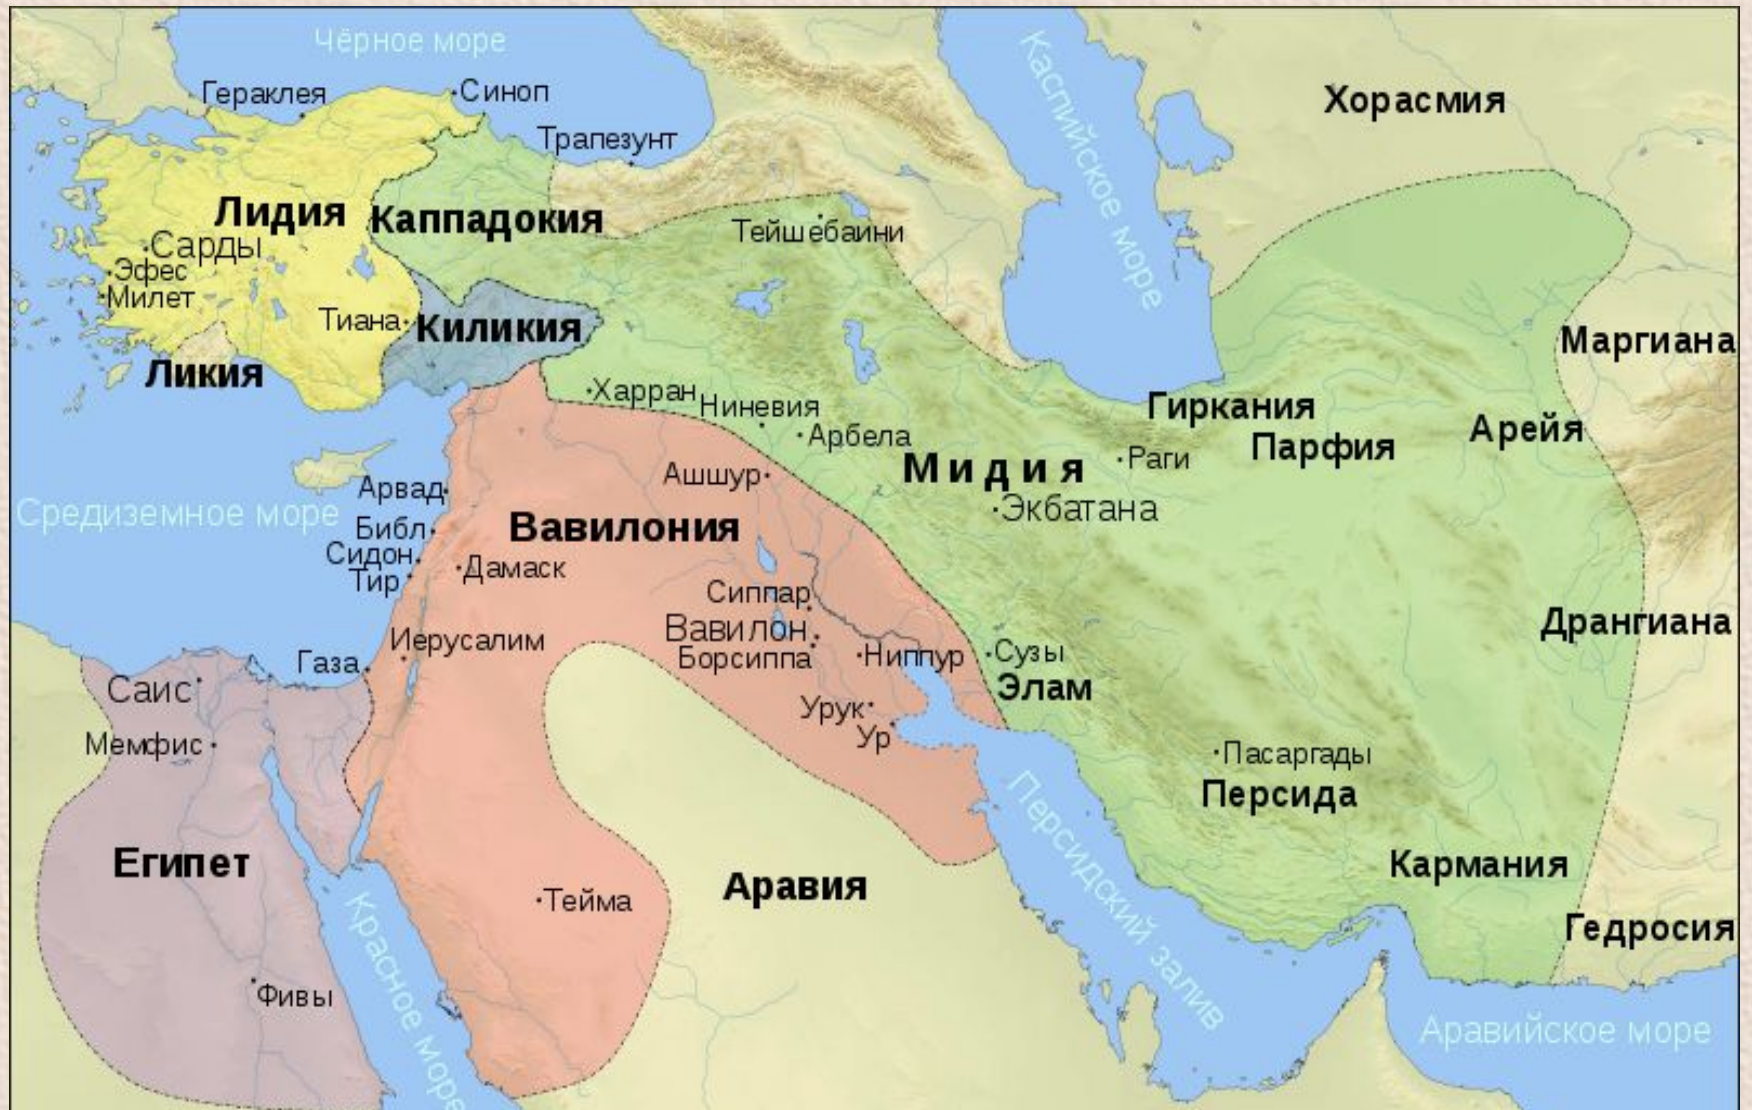 Чёрное море
Каспийское море
Гераклея
Синоп
Хорасмия
Трапезунт
Лидия
Каппадокия
Тейшебаини
Сарды
Эфес
Милет
Тиана
Киликия
Маргиана
Ликия
Харран
Ниневия
Гиркания
Арбела
Парфия
Арейя
Мидия
Раги
Ашшур
Арвад
Экбатана
Средиземное море
Библ
Вавилония
Сидон
Тир
Дамаск
Сиппар
Вавилон
Дрангиана
Иерусалим
Борсиппа
Ниппур
Сузы
Газа
Элам
Саис
Урук
Ур
Мемфис
Пасаргады
Персида
Персидский залив
Египет
Кармания
Аравия
Тейма
Красное море
Гедросия
Фивы
Аравийское море